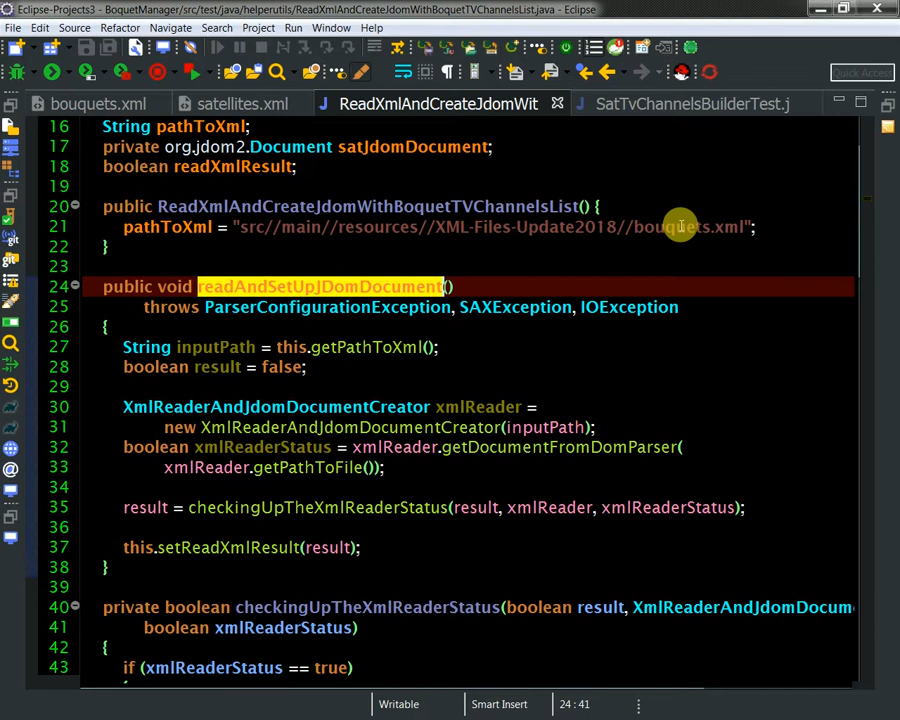 Eclipse-Projects3 - BoquetManager/src/test/java/helperutils/ReadXmlAndCreateJdomWithBoquetTVChannelsList.java - Eclipse
File Edit Source Refactor Navigate Search Project Run Window Help
Quick Access
bouquets.xml satellites.xml ReadXmlAndCreateJdomWit SatTvChannelsBuilderTest.j
16 String pathToXml;
17 private org.jdom2.Document satJdomDocument;
18 boolean readXmlResult;
19
20 public ReadXmlAndCreateJdomWithBoquetTVChannelsList() {
21 pathToXml = "src//main//resources//XML-Files-Update2018//bouquets.xml";
22 }
23
24 public void readAndSetUpJDomDocument()
25 throws ParserConfigurationException, SAXException, IOException
26 {
27 String inputPath = this.getPathToXml();
28 boolean result = false;
29
30 XmlReaderAndJdomDocumentCreator xmlReader =
31 new XmlReaderAndJdomDocumentCreator(inputPath);
32 boolean xmlReaderStatus = xmlReader.getDocumentFromDomParser(
33 xmlReader.getPathToFile());
34
35 result = checkingUpTheXmlReaderStatus(result, xmlReader, xmlReaderStatus);
36
37 this.setReadXmlResult(result);
38 }
39
40 private boolean checkingUpTheXmlReaderStatus(boolean result, XmlReaderAndJdomDocume
41 boolean xmlReaderStatus)
42 {
43 if (xmlReaderStatus == true)
Writable Smart Insert 24 : 41